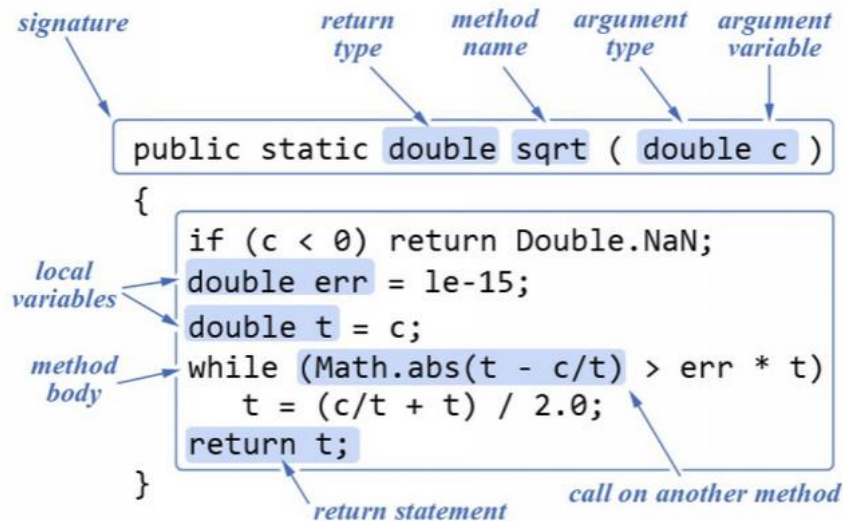 signature
return type
method name
argument type
argument variable
public static double sqrt ( double c )
{
if (c < 0) return Double.NaN;
local variables
double err = le-15;
double t = c;
method body
while (Math.abs(t - c/t) > err * t)
t = (c/t + t) / 2.0;
return t;
}
return statement
call on another method